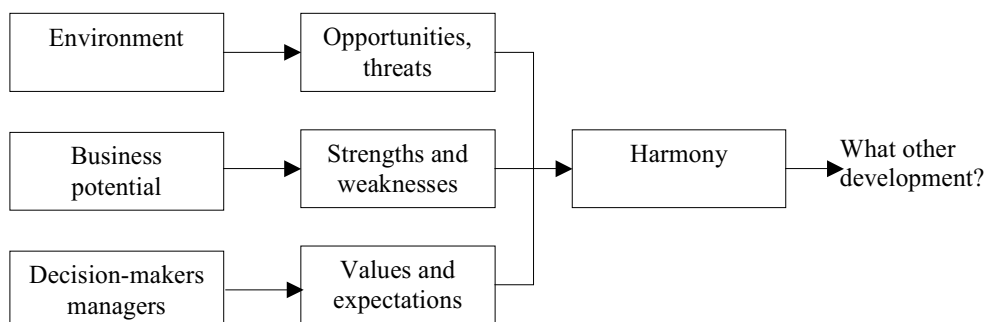 Environment
Opportunities,
threats
Business
potential
Strengths and
weaknesses
Harmony
What other
development?
Decision-makers
managers
Values and
expectations